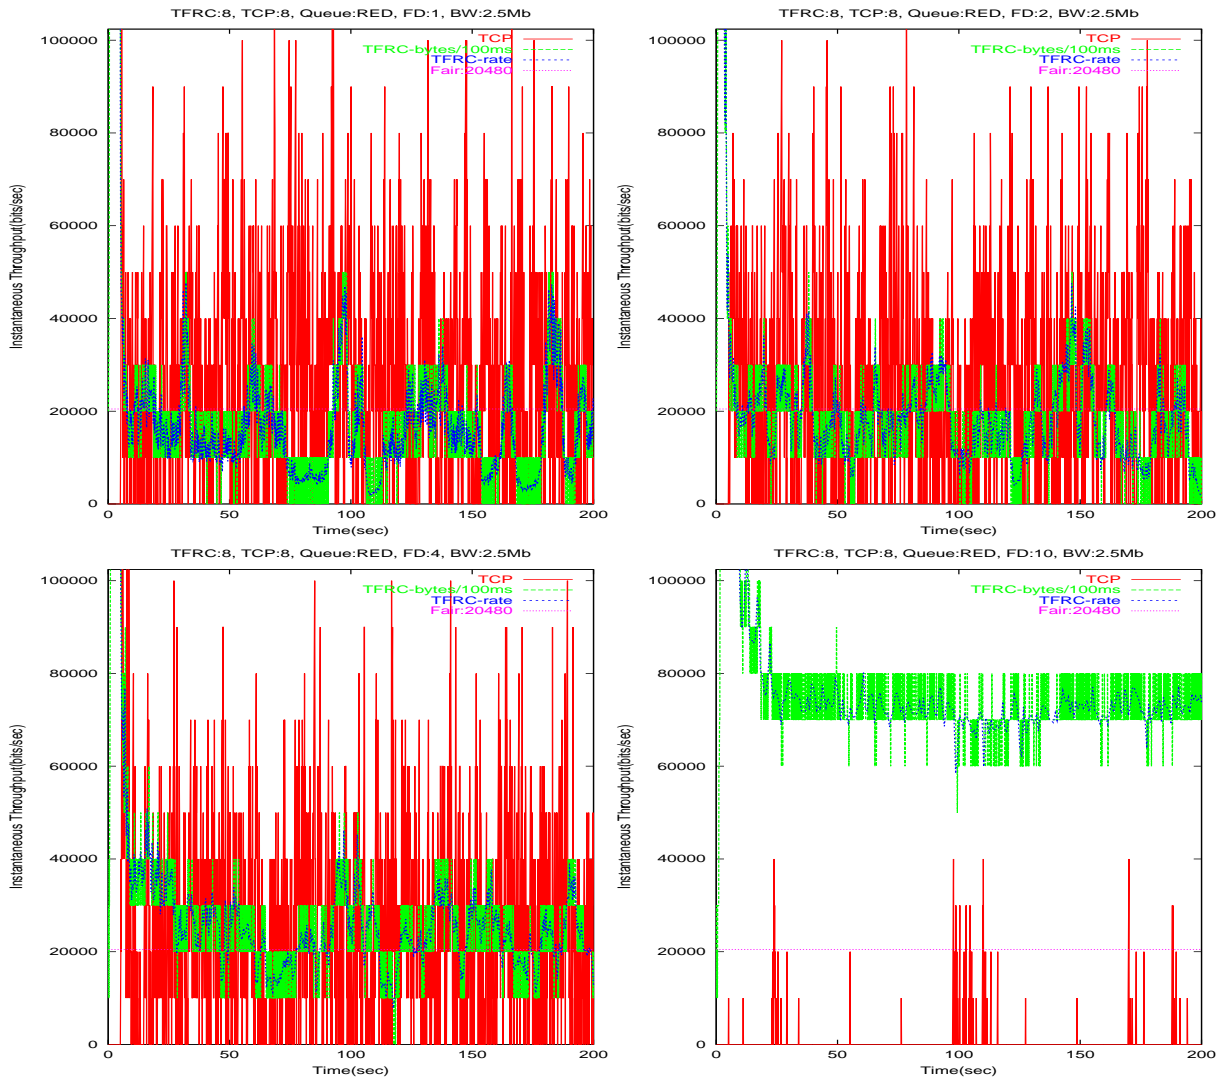 TFRC:8, TCP:8, Queue:RED, FD:1, BW:2.5Mb
TCP
TFRC-bytes/100ms
TFRC-rate
Fair:20480
100000
80000
60000
40000
20000
0
Instantaneous Throughput(bits/sec)
0 50 100 150 200
Time(sec)
TFRC:8, TCP:8, Queue:RED, FD:2, BW:2.5Mb
TCP
TFRC-bytes/100ms
TFRC-rate
Fair:20480
100000
80000
60000
40000
20000
0
Instantaneous Throughput(bits/sec)
0 50 100 150 200
Time(sec)
TFRC:8, TCP:8, Queue:RED, FD:4, BW:2.5Mb
TCP
TFRC-bytes/100ms
TFRC-rate
Fair:20480
100000
80000
60000
40000
20000
0
Instantaneous Throughput(bits/sec)
0 50 100 150 200
Time(sec)
TFRC:8, TCP:8, Queue:RED, FD:10, BW:2.5Mb
TCP
TFRC-bytes/100ms
TFRC-rate
Fair:20480
100000
80000
60000
40000
20000
0
Instantaneous Throughput(bits/sec)
0 50 100 150 200
Time(sec)